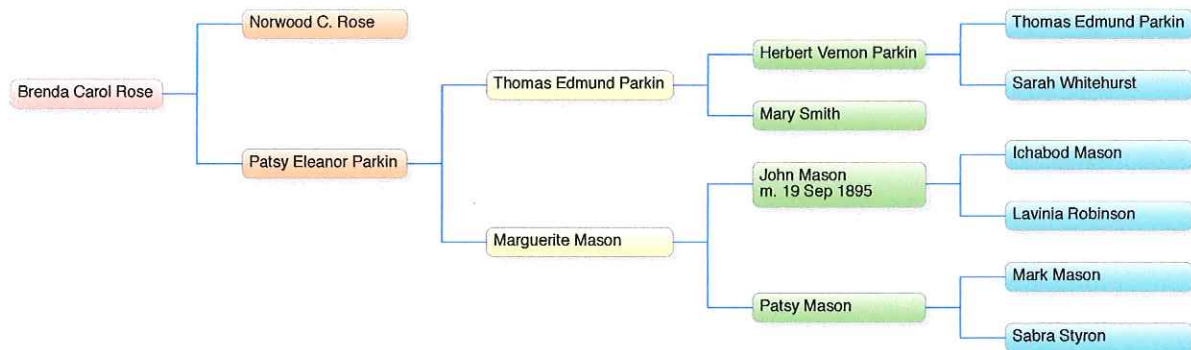 Brenda Carol Rose
Norwood C. Rose
Patsy Eleanor Parkin
Thomas Edmund Parkin
Marguerite Mason
Herbert Vernon Parkin
Mary Smith
John Mason
m. 19 Sep 1895
Patsy Mason
Thomas Edmund Parkin
Sarah Whitehurst
Ichabod Mason
Lavinia Robinson
Mark Mason
Sabra Styron